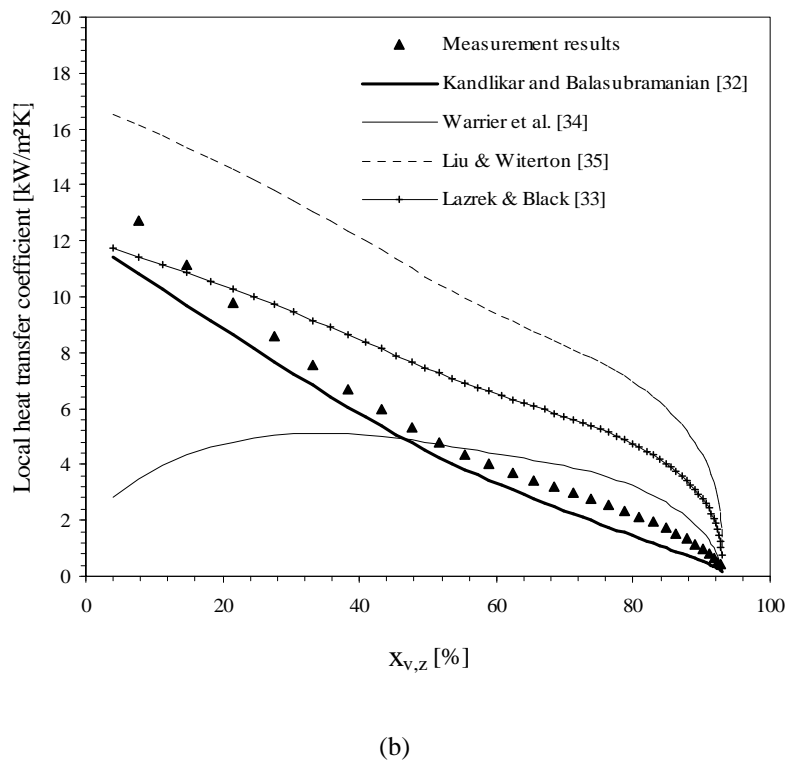 20
18
16
14
12
10
8
6
4
2
0
Local heat transfer coefficient [kW/m²K]
Measurement results
Kandlikar and Balasubramanian [32]
Warrier et al. [34]
Liu & Witerton [35]
Lazrek & Black [33]
0 20 40 60 80 100
xv,z [%]
(b)